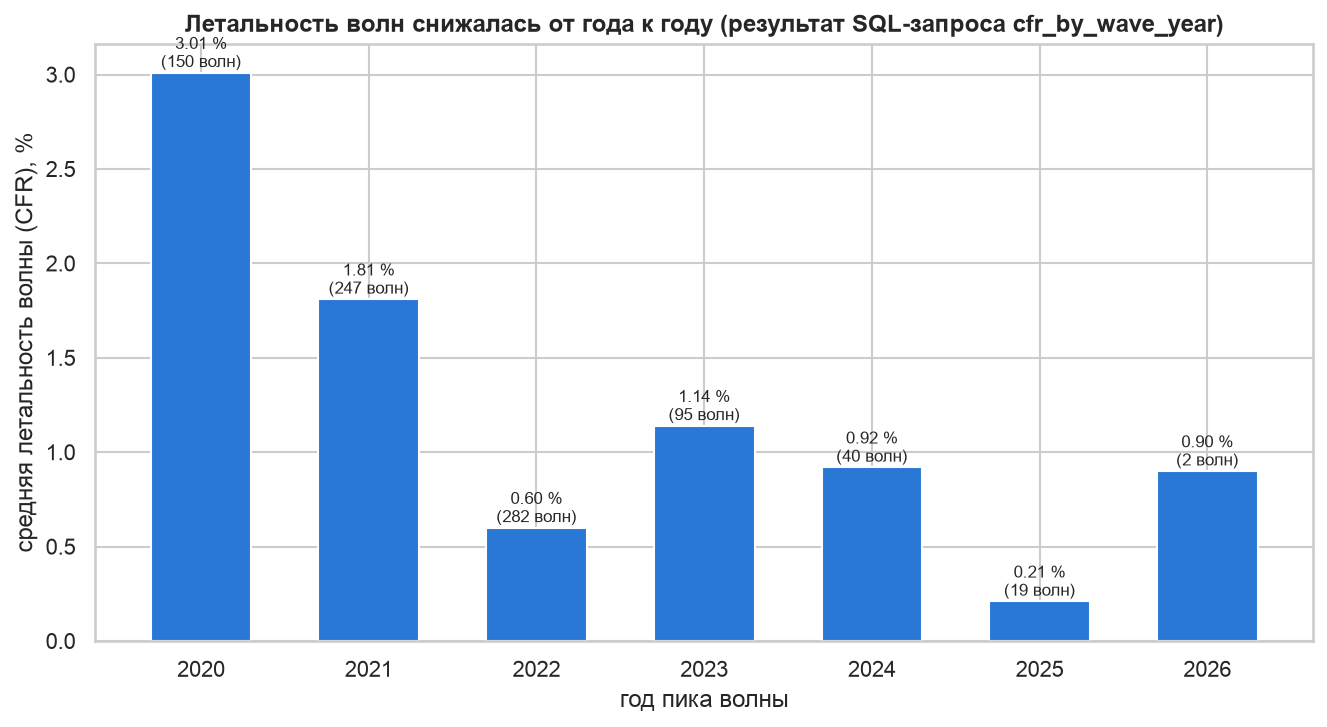 Летальность волн снижалась от года к году (результат SQL-запроса cfr_by_wave_year)
средняя летальность волны (CFR), %
3.0
2.5
2.0
1.5
1.0
0.5
0.0
3.01 %
(150 волн)
1.81 %
(247 волн)
0.60 %
(282 волн)
1.14 %
(95 волн)
0.92 %
(40 волн)
0.21 %
(19 волн)
0.90 %
(2 волн)
2020
2021
2022
2023
2024
2025
2026
год пика волны